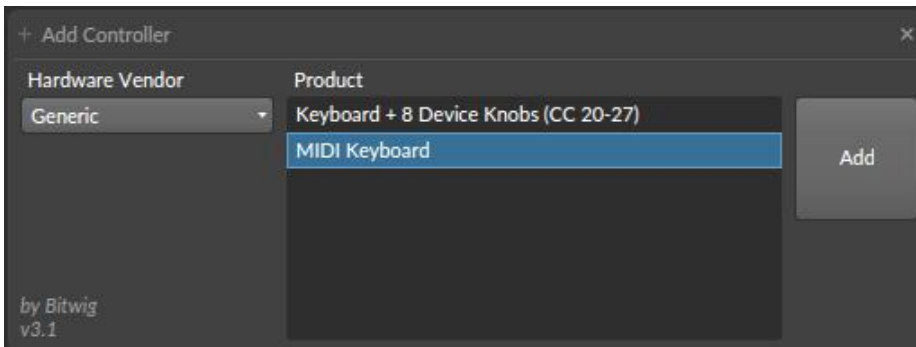 + Add Controller
Hardware Vendor
Product
Generic
Keyboard + 8 Device Knobs (CC 20-27)
MIDI Keyboard
Add
by Bitwig
v3.1